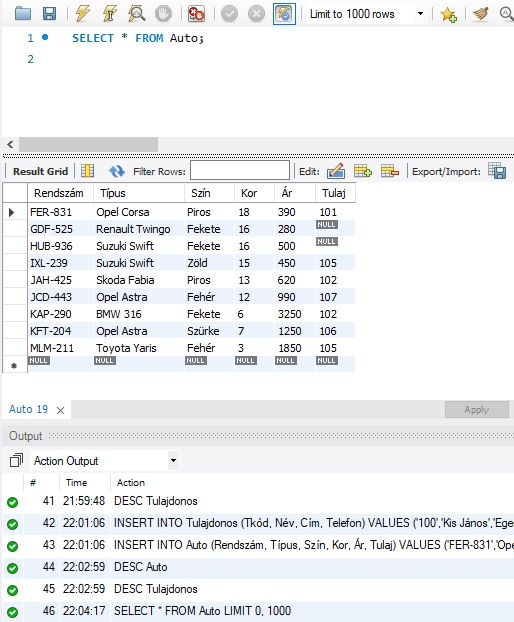 Limit to 1000 rows
1 SELECT * FROM Auto;
2
Result Grid Filter Rows: Edit: Export/Import:
Rendszám Típus Szín Kor Ár Tulaj
FER-831 Opel Corsa Piros 18 390 101
GDF-525 Renault Twingo Fekete 16 280 NULL
HUB-936 Suzuki Swift Fekete 16 500 NULL
IXL-239 Suzuki Swift Zöld 15 450 105
JAH-425 Skoda Fabia Piros 13 620 102
JCD-443 Opel Astra Fehér 12 990 107
KAP-290 BMW 316 Fekete 6 3250 102
KFT-204 Opel Astra Szürke 7 1250 106
MLM-211 Toyota Yaris Fehér 3 1850 105
NULL NULL NULL NULL NULL NULL
Auto 19 Apply
Output
Action Output
# Time Action
41 21:59:48 DESC Tulajdonos
42 22:01:06 INSERT INTO Tulajdonos (Tkód, Név, Cím, Telefon) VALUES ('100','Kis János','Eger
43 22:01:06 INSERT INTO Auto (Rendszám, Típus, Szín, Kor, Ár, Tulaj) VALUES ('FER-831','Ope
44 22:02:59 DESC Auto
45 22:02:59 DESC Tulajdonos
46 22:04:17 SELECT * FROM Auto LIMIT 0, 1000